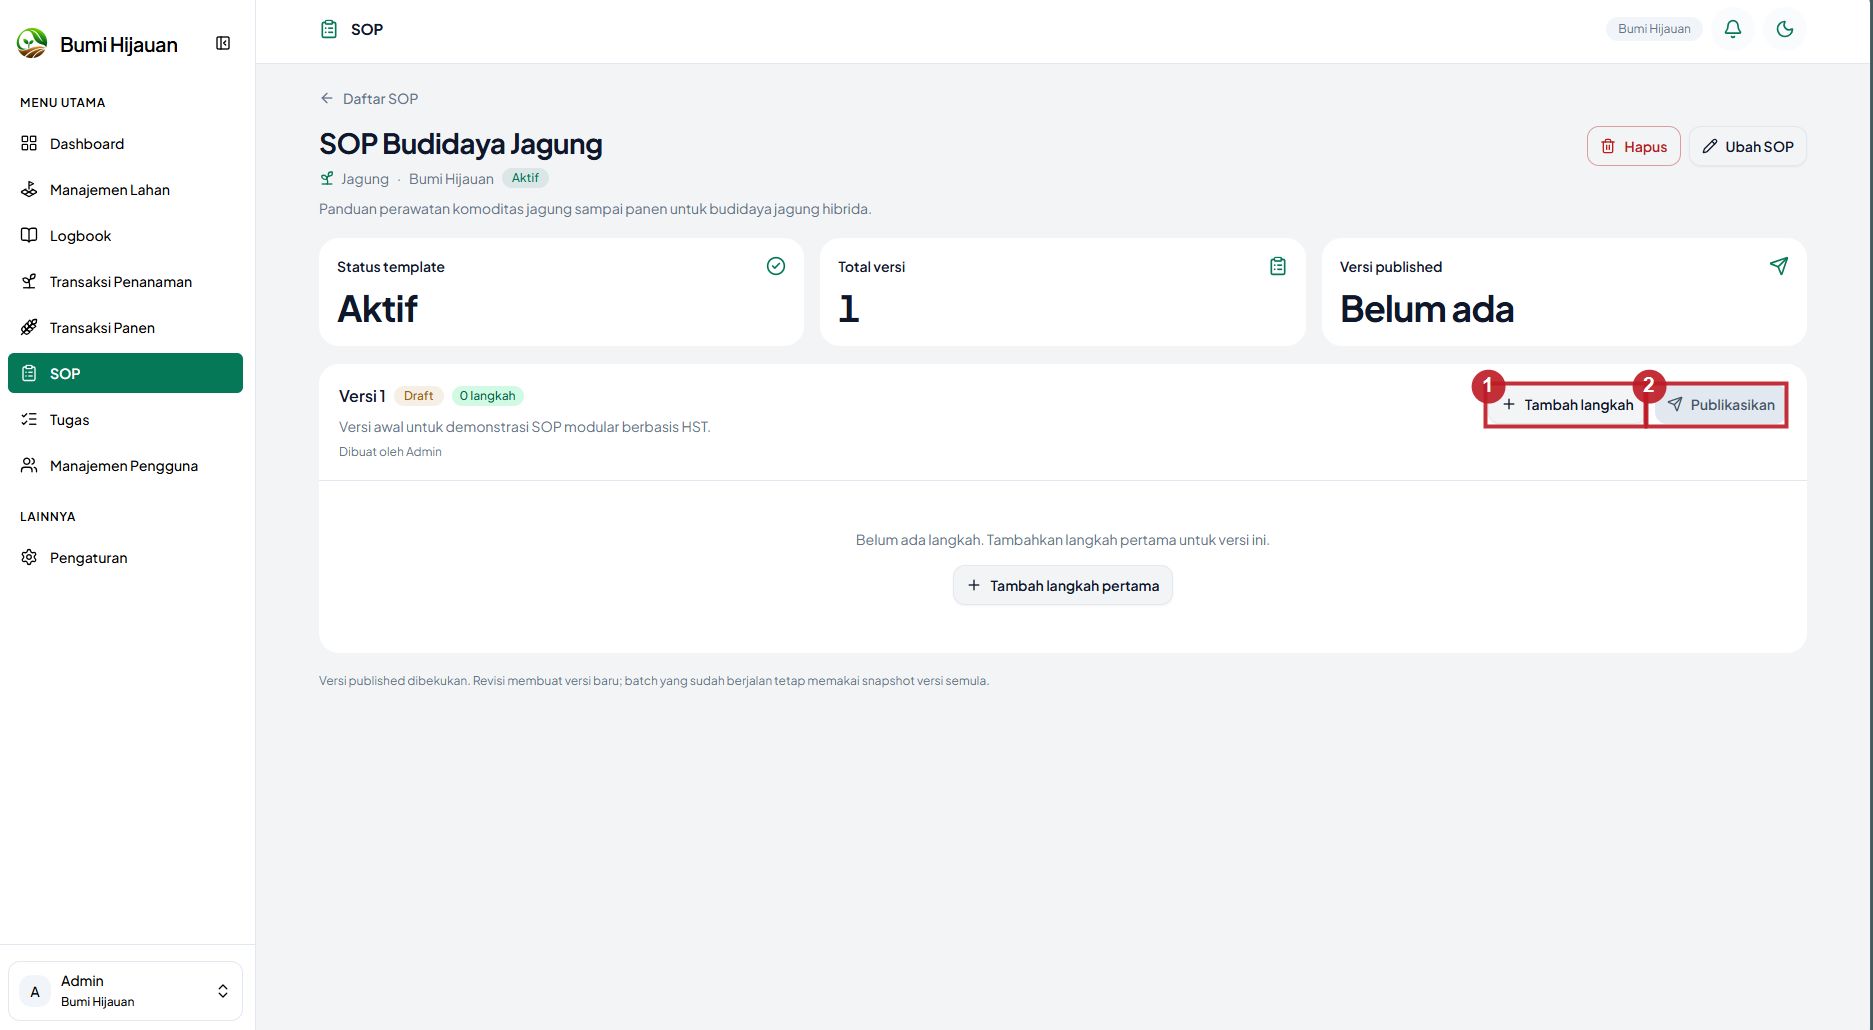 Bumi Hijauan
MENU UTAMA
Dashboard
Manajemen Lahan
Logbook
Transaksi Penanaman
Transaksi Panen
SOP
Tugas
Manajemen Pengguna
LAINNYA
Pengaturan
A
Admin
Bumi Hijauan
SOP
Bumi Hijauan
Daftar SOP
SOP Budidaya Jagung
Hapus
Ubah SOP
Jagung · Bumi Hijauan Aktif
Panduan perawatan komoditas jagung sampai panen untuk budidaya jagung hibrida.
Status template
Aktif
Total versi
1
Versi published
Belum ada
Versi 1 Draft 0 langkah
Versi awal untuk demonstrasi SOP modular berbasis HST.
Dibuat oleh Admin
1
Tambah langkah
2
Publikasikan
Belum ada langkah. Tambahkan langkah pertama untuk versi ini.
Tambah langkah pertama
Versi published dibekukan. Revisi membuat versi baru; batch yang sudah berjalan tetap memakai snapshot versi semula.